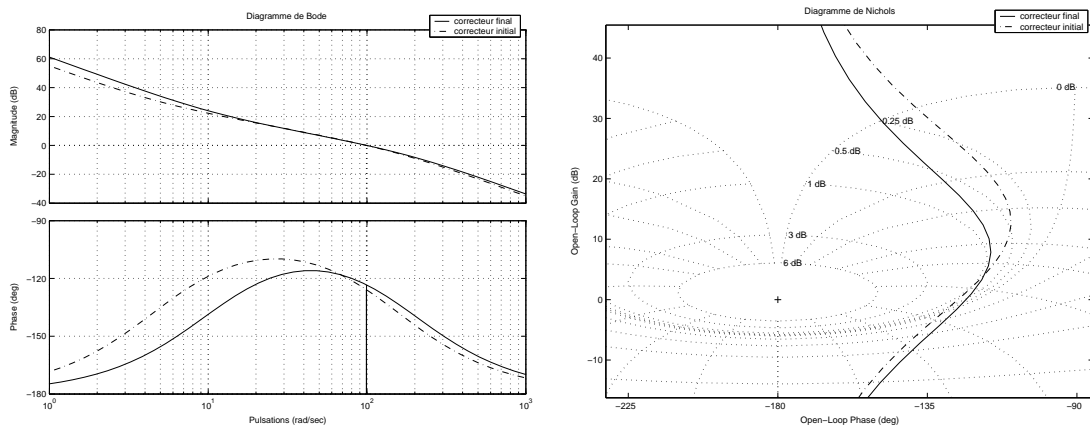 Diagramme de Bode
correcteur final
correcteur initial
Magnitude (dB)
80
60
40
20
0
−20
−40
Phase (deg)
−90
−120
−150
−180
10^0
10^1
10^2
10^3
Pulsations (rad/sec)
Diagramme de Nichols
correcteur final
correcteur initial
Open−Loop Gain (dB)
40
30
20
10
0
−10
0 dB
0.25 dB
0.5 dB
1 dB
3 dB
6 dB
−225
−180
−135
−90
Open−Loop Phase (deg)